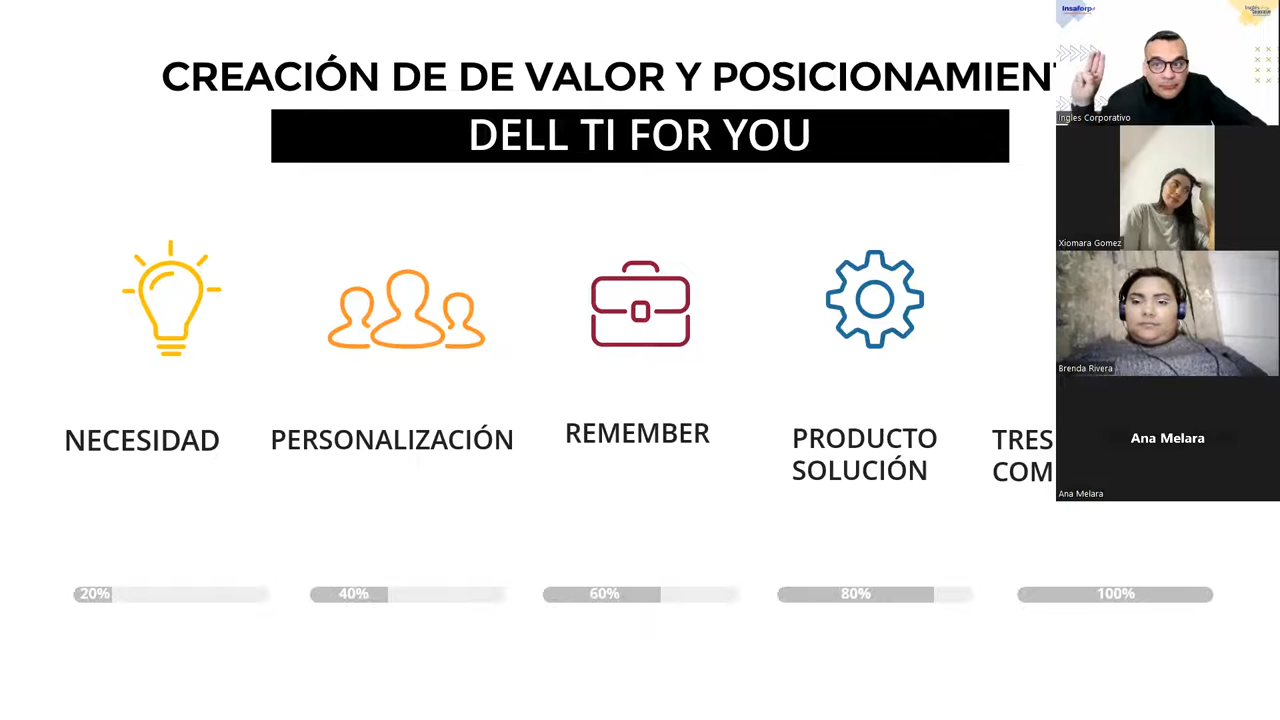 CREACIÓN DE DE VALOR Y POSICIONAMIEN
DELL TI FOR YOU
NECESIDAD
PERSONALIZACIÓN
REMEMBER
PRODUCTO
SOLUCIÓN
TRES
COM
20%
40%
60%
80%
100%
Insaforp
Ingles Corporativo
Xiomara Gomez
Brenda Rivera
Ana Melara
Ana Melara